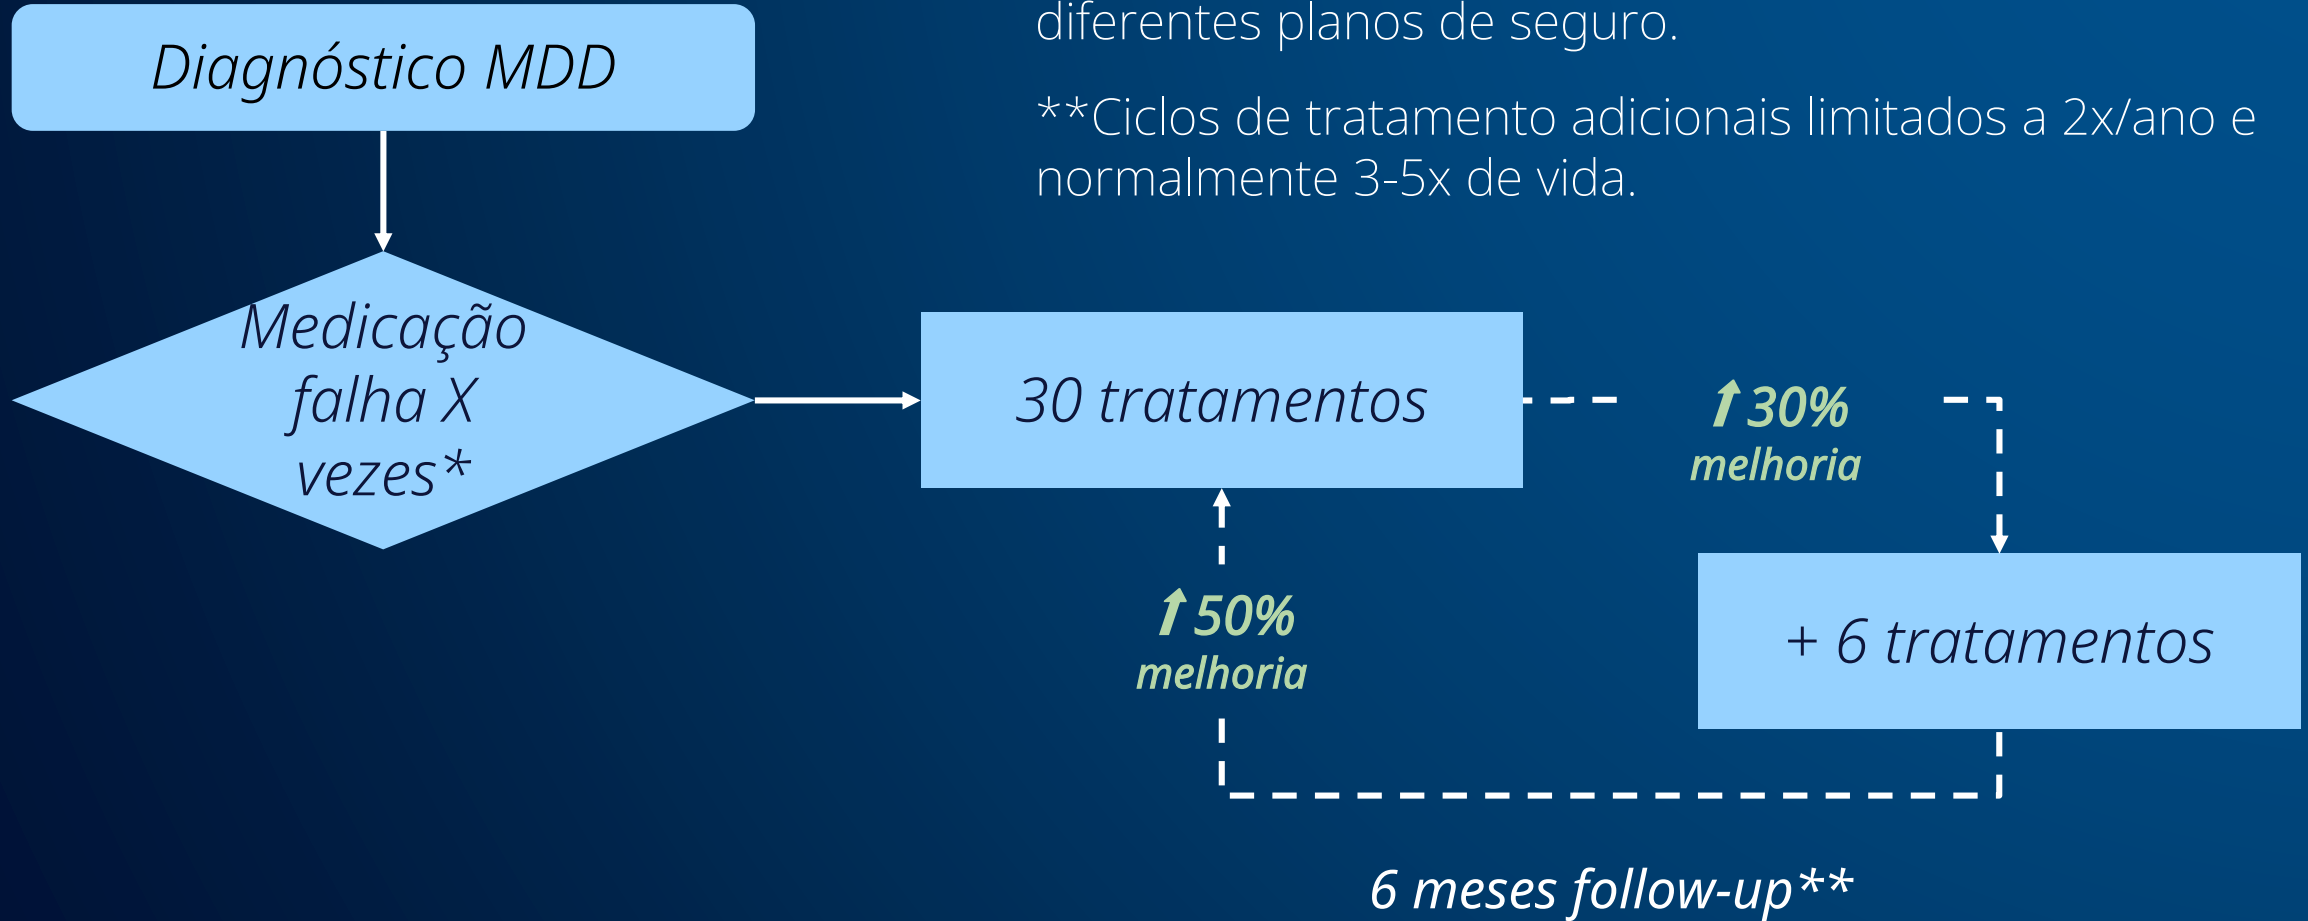 Diagnóstico MDD
diferentes planos de seguro.
**Ciclos de tratamento adicionais limitados a 2x/ano e
normalmente 3-5x de vida.
Medicação
falha X
vezes*
30 tratamentos
30%
melhoria
+ 6 tratamentos
50%
melhoria
6 meses follow-up**